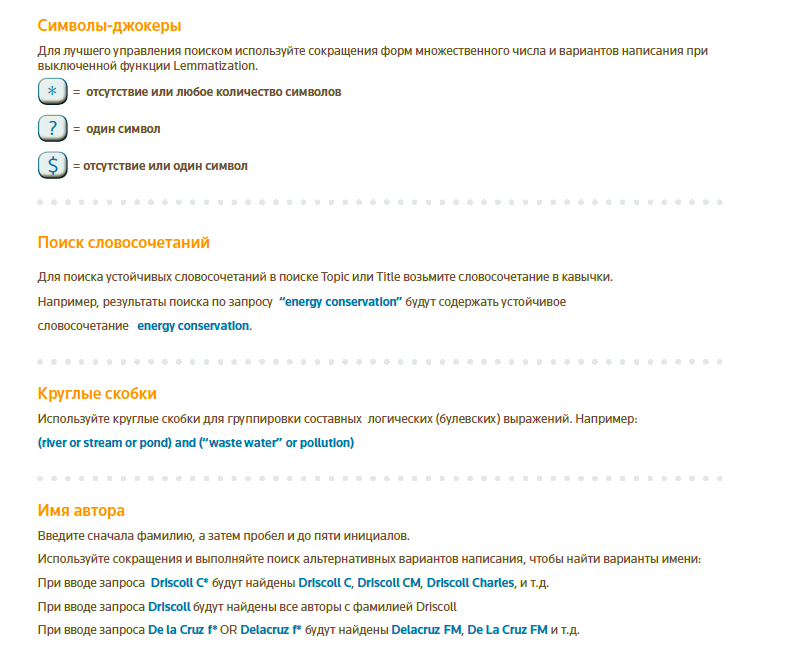 Символы-джокеры
Для лучшего управления поиском используйте сокращения форм множественного числа и вариантов написания при
выключенной функции Lemmatization.
* = отсутствие или любое количество символов
? = один символ
$ = отсутствие или один символ
Поиск словосочетаний
Для поиска устойчивых словосочетаний в поиске Topic или Title возьмите словосочетание в кавычки.
Например, результаты поиска по запросу “energy conservation” будут содержать устойчивое
словосочетание energy conservation.
Круглые скобки
Используйте круглые скобки для группировки составных логических (булевских) выражений. Например:
(river or stream or pond) and (“waste water” or pollution)
Имя автора
Введите сначала фамилию, а затем пробел и до пяти инициалов.
Используйте сокращения и выполняйте поиск альтернативных вариантов написания, чтобы найти варианты имени:
При вводе запроса Driscoll C* будут найдены Driscoll C, Driscoll CM, Driscoll Charles, и т.д.
При вводе запроса Driscoll будут найдены все авторы с фамилией Driscoll
При вводе запроса De la Cruz f* OR Delacruz f* будут найдены Delacruz FM, De La Cruz FM и т.д.